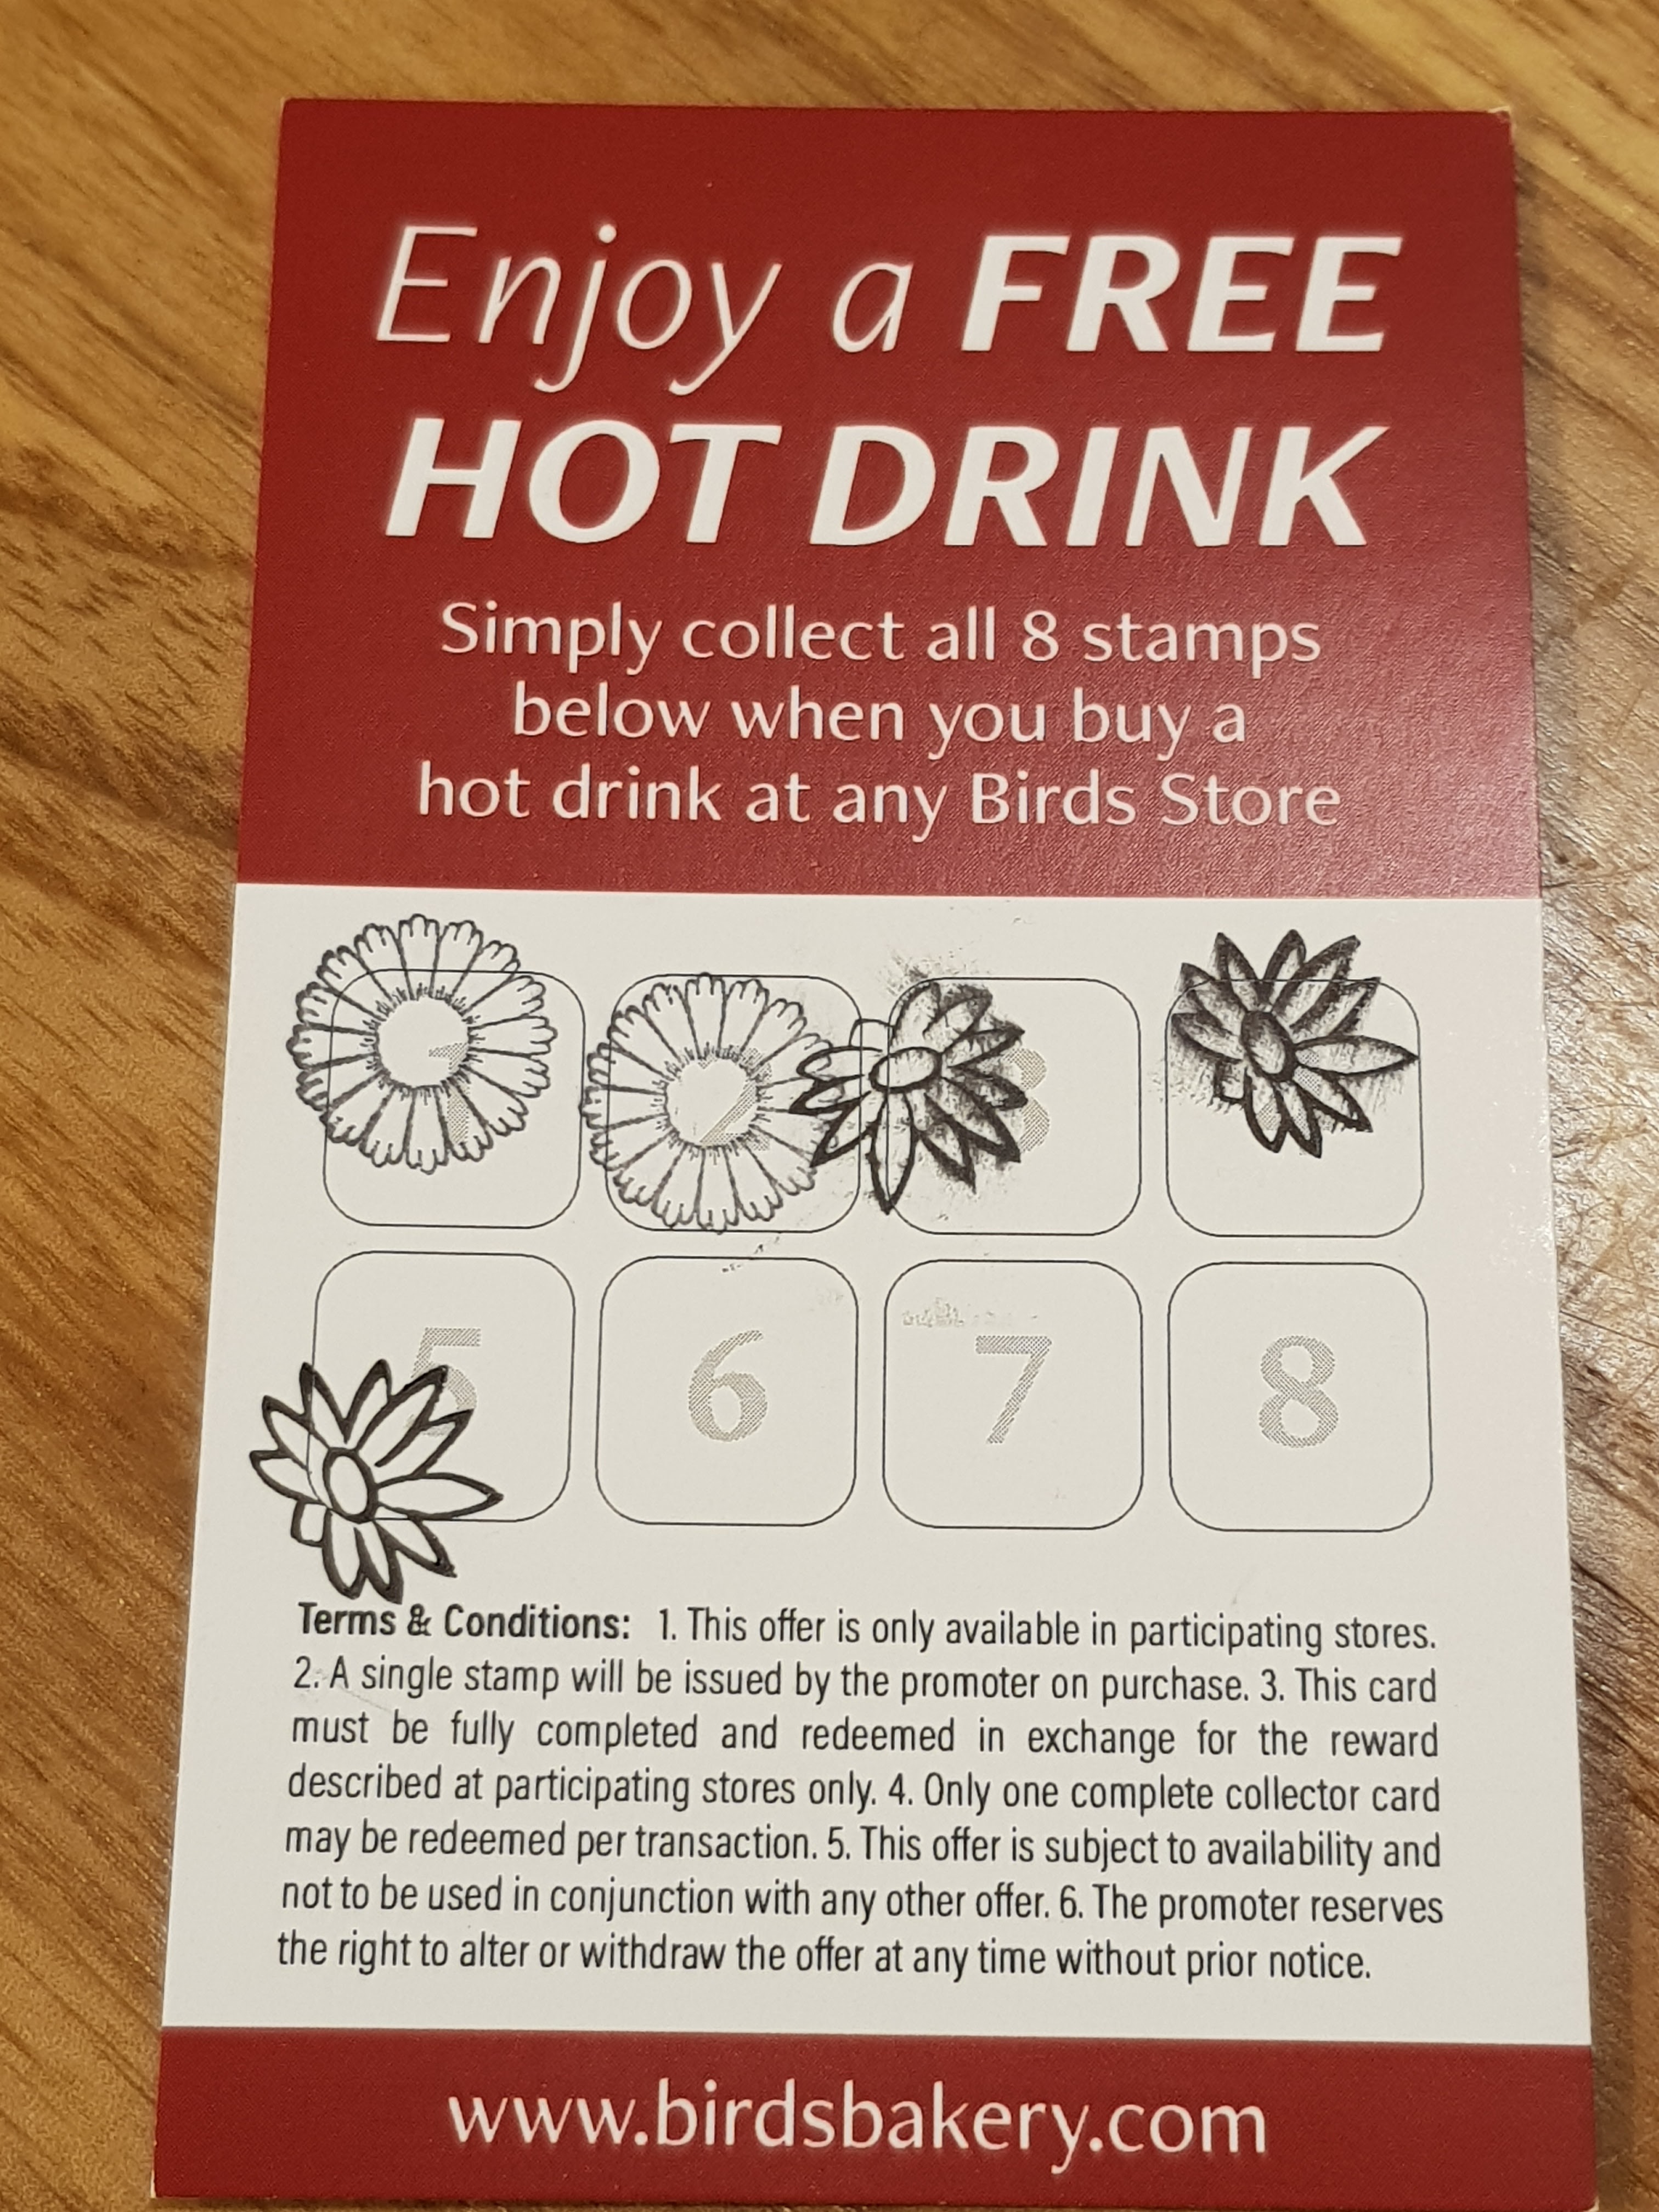 Enjoy a FREE
HOT DRINK
Simply collect all 8 stamps
below when you buy a
hot drink at any Birds Store
1 2 3
5 6 7 8
Terms & Conditions: 1. This offer is only available in participating stores.
2. A single stamp will be issued by the promoter on purchase. 3. This card
must be fully completed and redeemed in exchange for the reward
described at participating stores only. 4. Only one complete collector card
may be redeemed per transaction. 5. This offer is subject to availability and
not to be used in conjunction with any other offer. 6. The promoter reserves
the right to alter or withdraw the offer at any time without prior notice.
www.birdsbakery.com